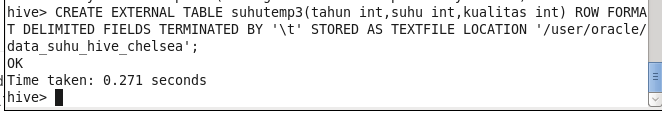 hive> CREATE EXTERNAL TABLE suhutemp3(tahun int,suhu int,kualitas int) ROW FORMA
T DELIMITED FIELDS TERMINATED BY '\t' STORED AS TEXTFILE LOCATION '/user/oracle/
data_suhu_hive_chelsea';
OK
Time taken: 0.271 seconds
hive>